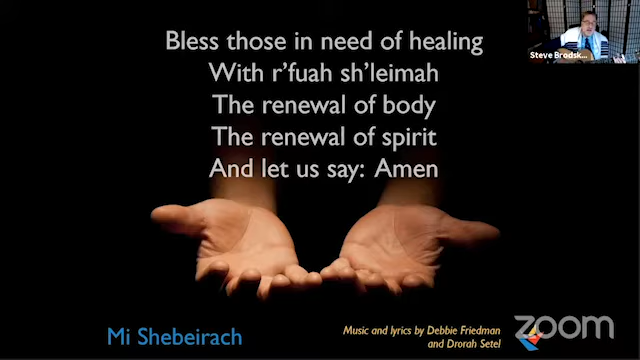 Bless those in need of healing
With r’fuah sh’leimah
The renewal of body
The renewal of spirit
And let us say: Amen
Steve Brodsk...
Mi Shebeirach
Music and lyrics by Debbie Friedman
and Drorah Setel
zoom